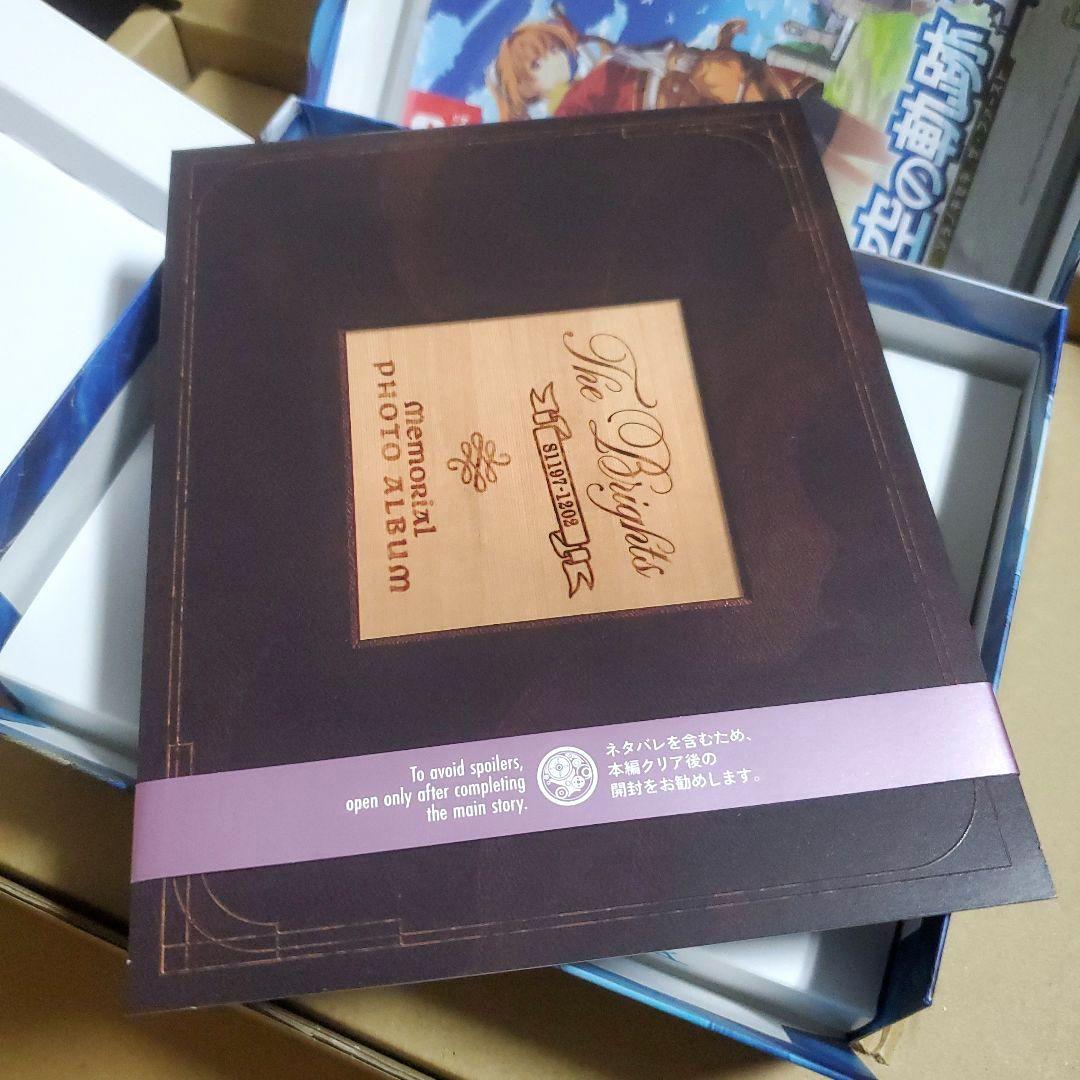 The Brights
S1197-1202
Memorial
PHOTO ALBUM
To avoid spoilers,
open only after completing
the main story.
ネタバレを含むため、
本編クリア後の
開封をお勧めします。
空の軌跡